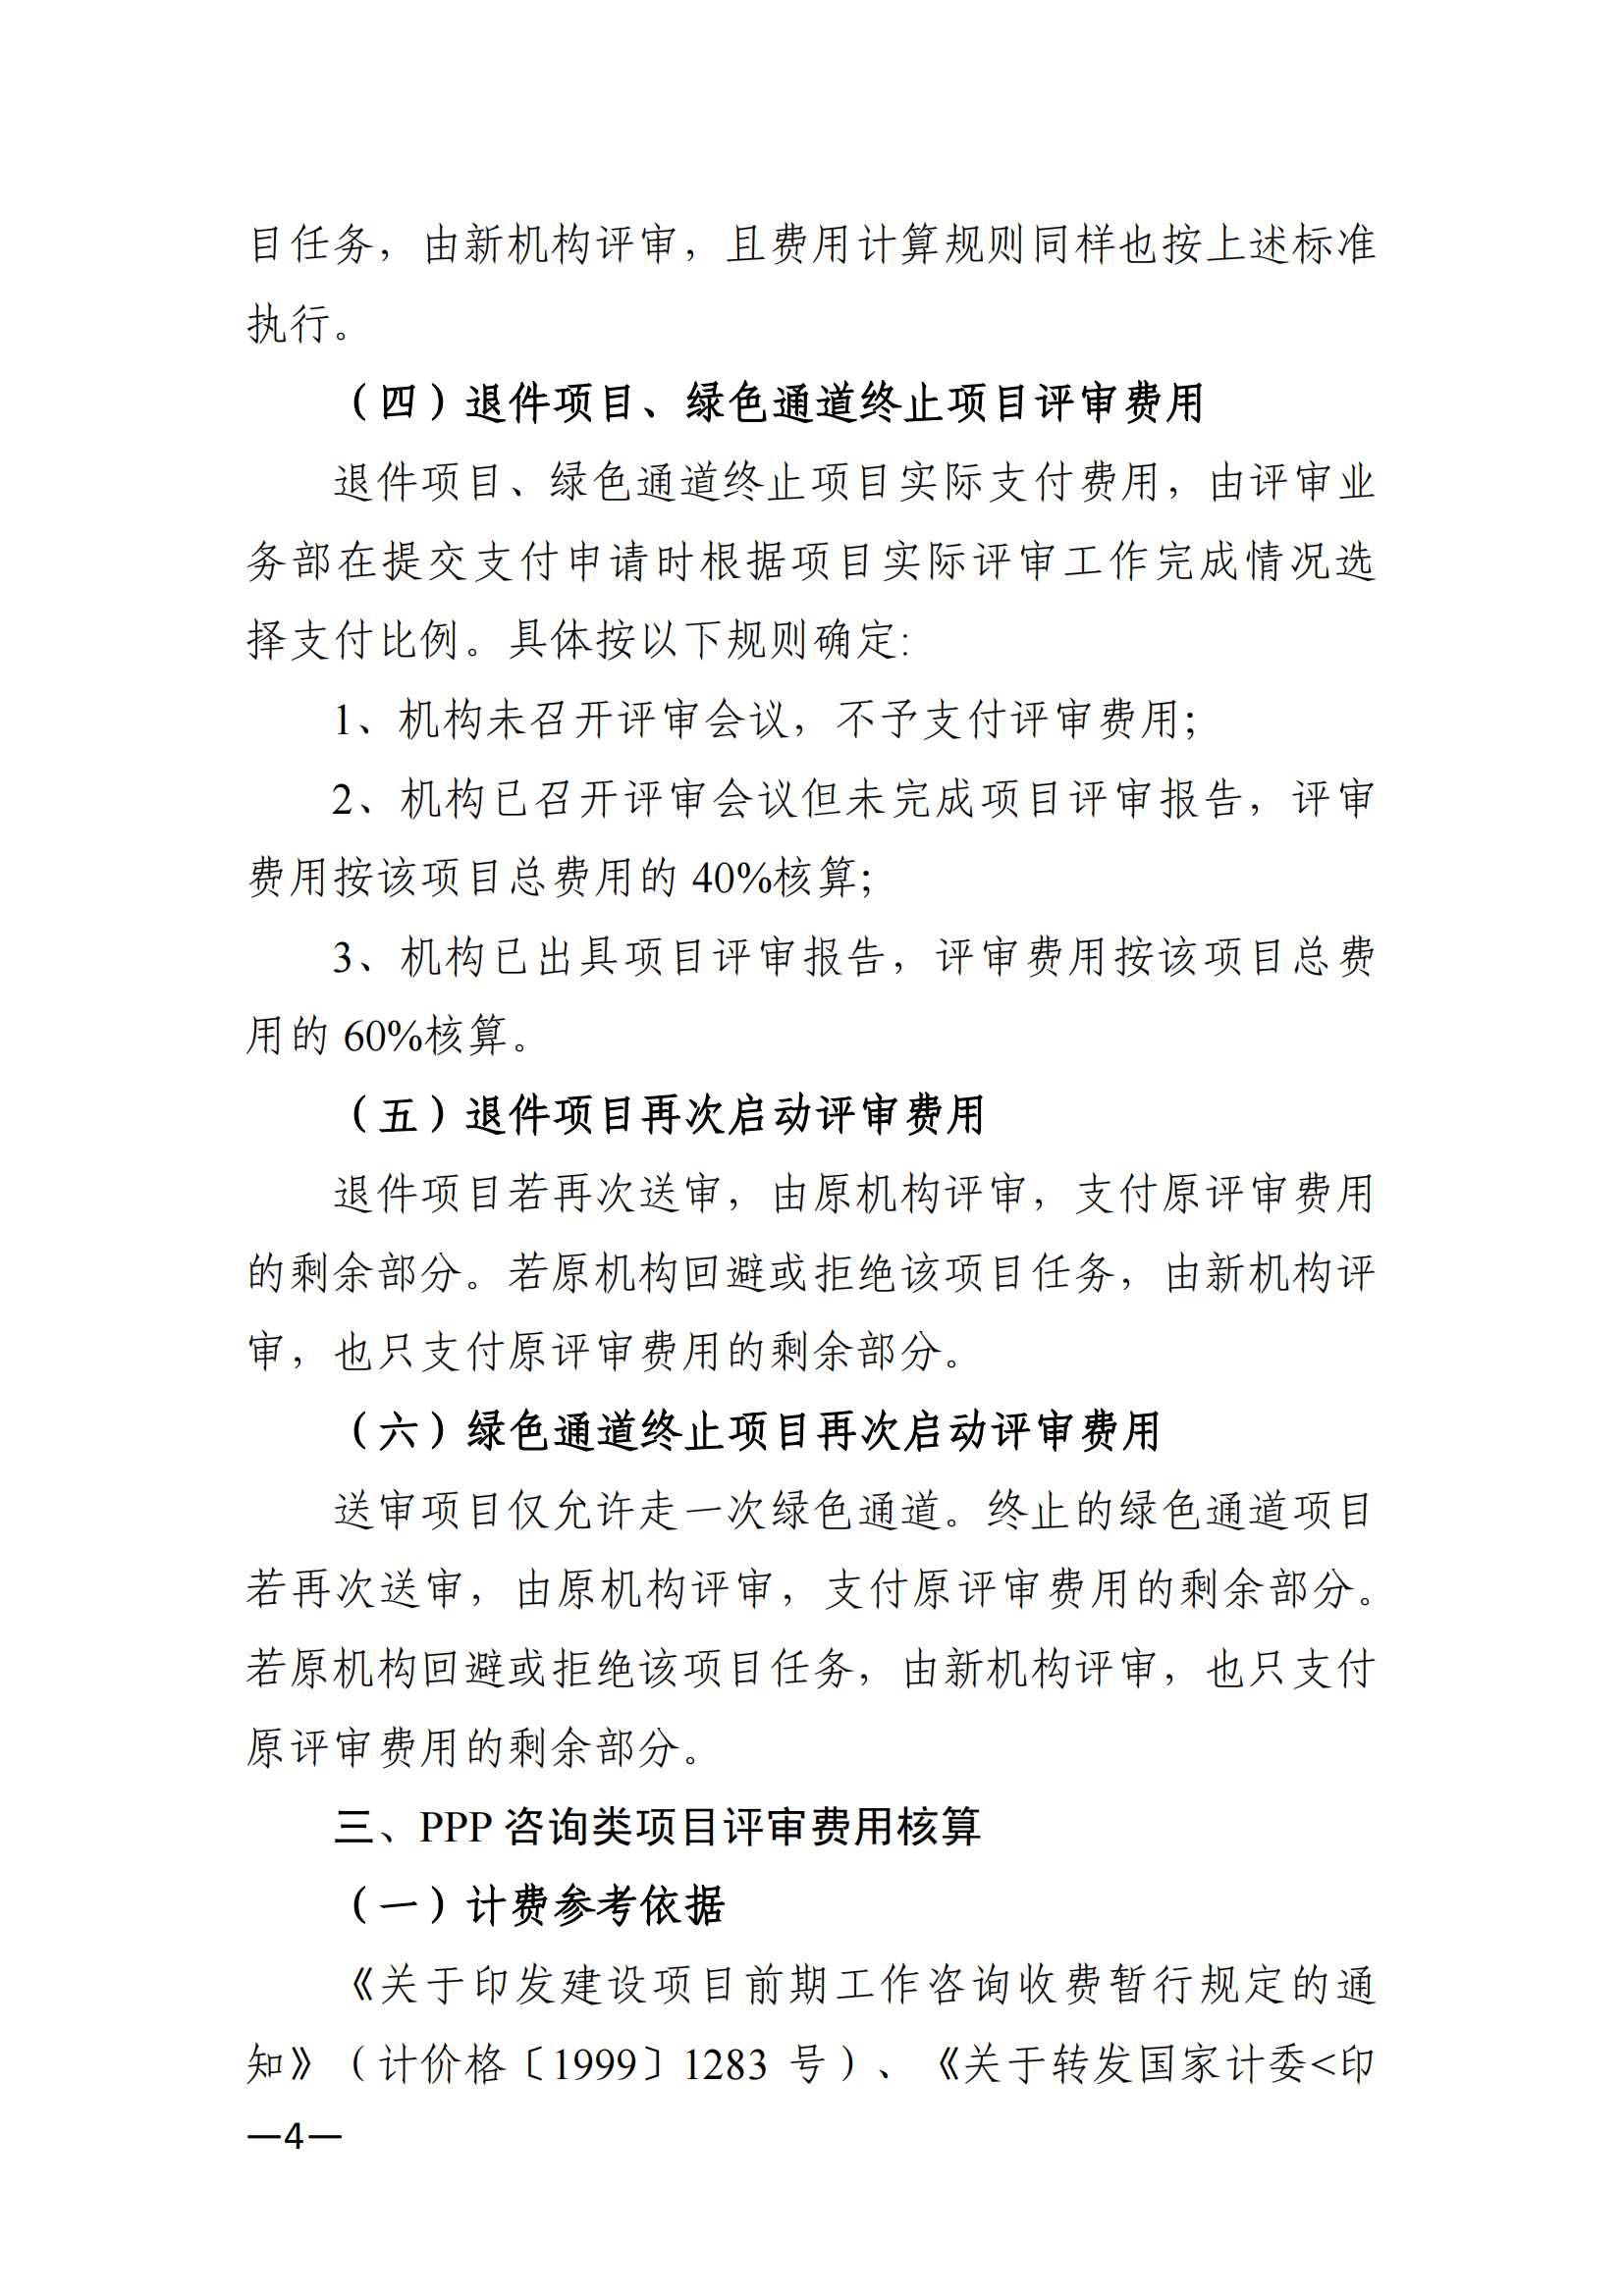 目任务，由新机构评审，且费用计算规则同样也按上述标准
执行。
（四）退件项目、绿色通道终止项目评审费用
退件项目、绿色通道终止项目实际支付费用，由评审业
务部在提交支付申请时根据项目实际评审工作完成情况选
择支付比例。具体按以下规则确定：
1、机构未召开评审会议，不予支付评审费用；
2、机构已召开评审会议但未完成项目评审报告，评审
费用按该项目总费用的 40%核算；
3、机构已出具项目评审报告，评审费用按该项目总费
用的 60%核算。
（五）退件项目再次启动评审费用
退件项目若再次送审，由原机构评审，支付原评审费用
的剩余部分。若原机构回避或拒绝该项目任务，由新机构评
审，也只支付原评审费用的剩余部分。
（六）绿色通道终止项目再次启动评审费用
送审项目仅允许走一次绿色通道。终止的绿色通道项目
若再次送审，由原机构评审，支付原评审费用的剩余部分。
若原机构回避或拒绝该项目任务，由新机构评审，也只支付
原评审费用的剩余部分。
三、PPP 咨询类项目评审费用核算
（一）计费参考依据
《关于印发建设项目前期工作咨询收费暂行规定的通
知》（计价格〔1999〕1283 号）、《关于转发国家计委<印
—4—